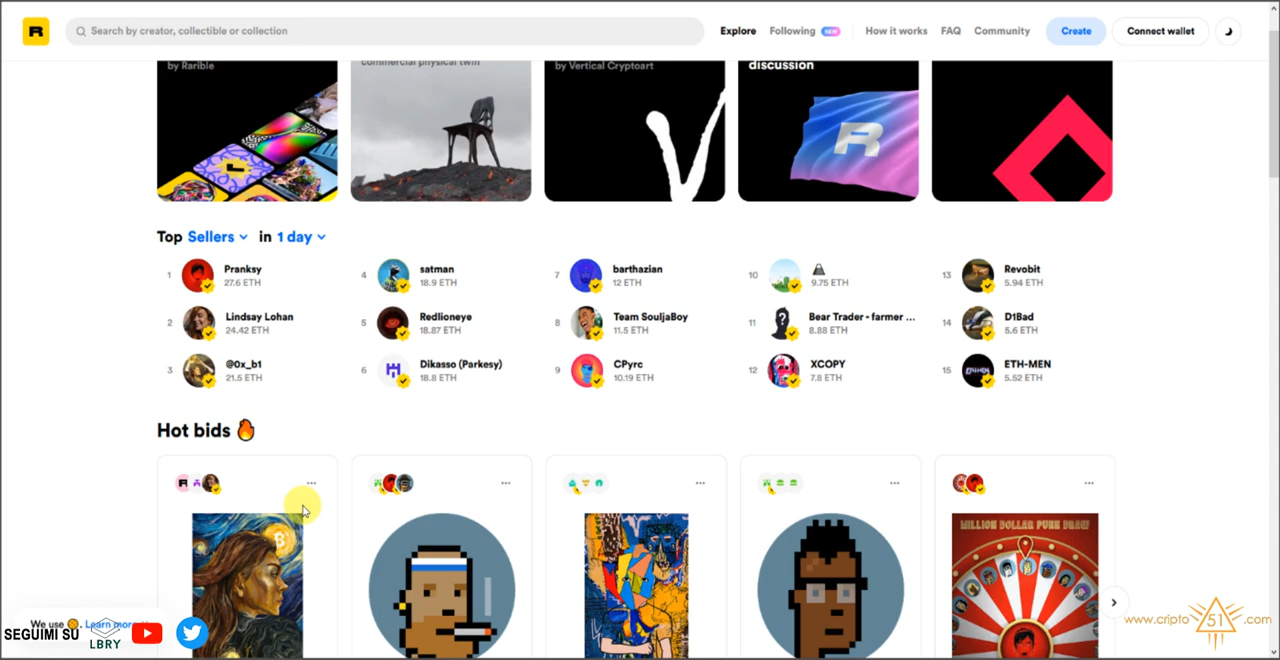 R
Search by creator, collectible or collection
Explore
Following
NEW
How it works
FAQ
Community
Create
Connect wallet
by Rarible
commercial physical twin
by Vertical Cryptoart
discussion
R
Top Sellers in 1 day
1
Pranksy
27.6 ETH
2
Lindsay Lohan
24.42 ETH
3
@0x_b1
21.5 ETH
4
satman
18.9 ETH
5
Redlioneye
18.87 ETH
6
Dikasso (Parkesy)
18.8 ETH
7
barthazian
12 ETH
8
Team SouljaBoy
11.5 ETH
9
CPyrc
10.19 ETH
10
9.75 ETH
11
Bear Trader - farmer ...
8.88 ETH
12
XCOPY
7.8 ETH
13
Revobit
5.94 ETH
14
D1Bad
5.6 ETH
15
ETH-MEN
5.52 ETH
Hot bids
MILLION DOLLAR PUNK DRAW!
We use
Learn more
SEGUIMI SU
LBRY
www.cripto 51 .com